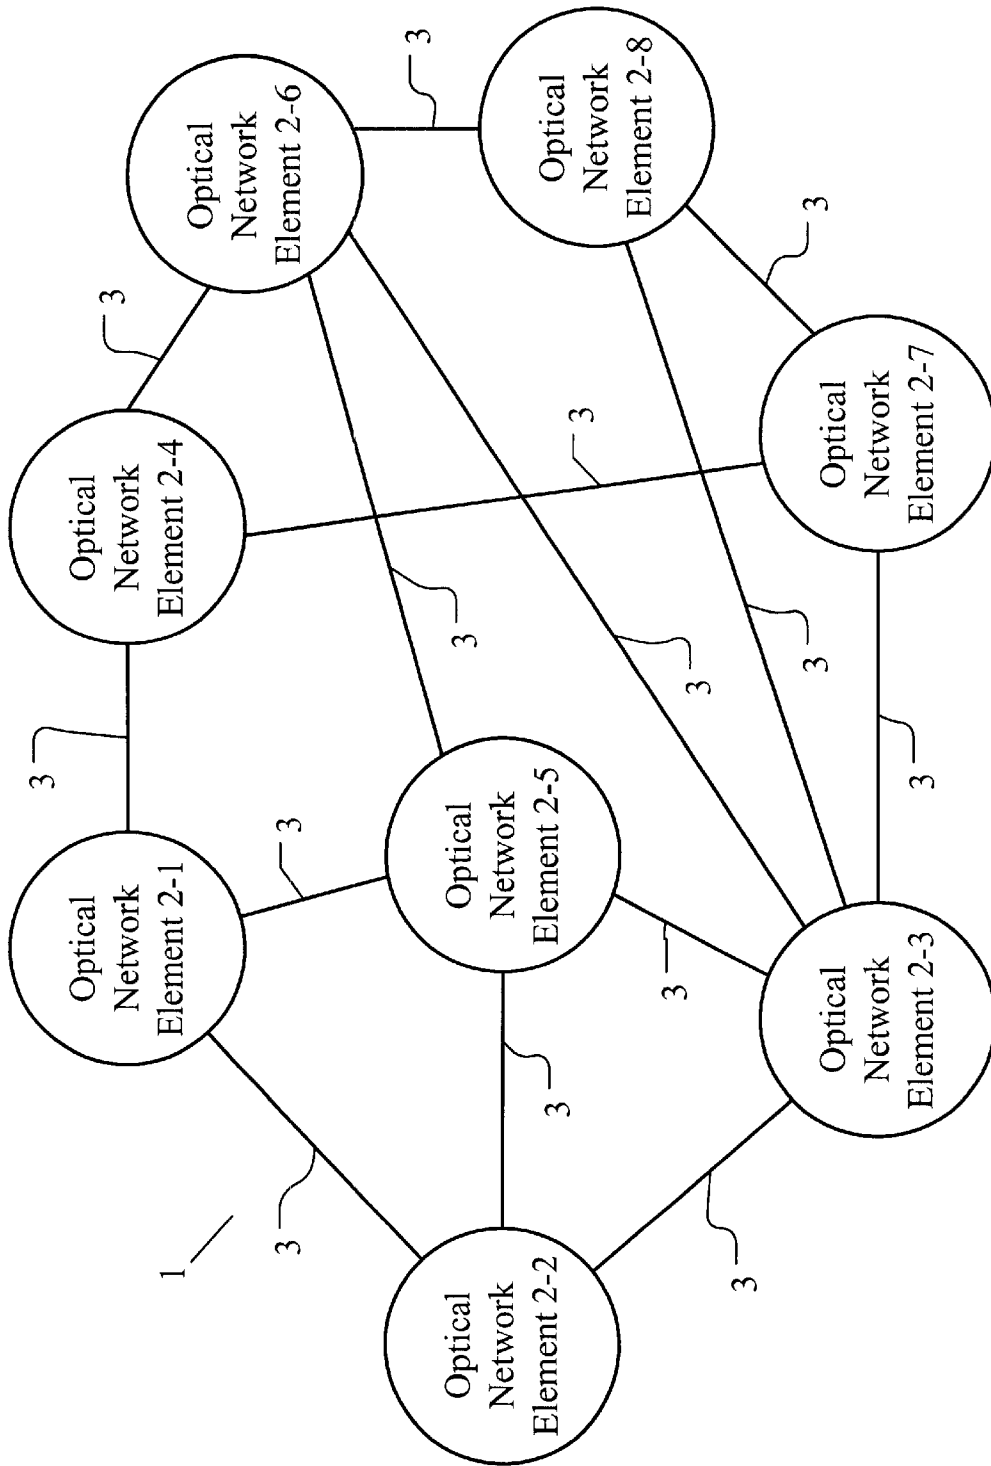 3
Optical
Network
Element 2-1
Optical
Network
Element 2-4
3
1
Optical
Network
Element 2-6
3
3
3
Optical
Network
Element 2-2
3
Optical
Network
Element 2-5
3
3
Optical
Network
Element 2-8
3
3
3
3
3
3
Optical
Network
Element 2-3
Optical
Network
Element 2-7
3